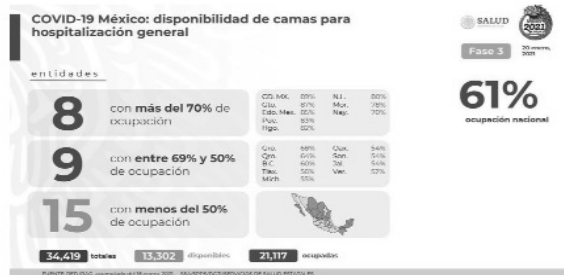 COVID-19 México: disponibilidad de camas para
hospitalización general
SALUD
2021
Fase 3
20 enero,
2021
entidades
61%
ocupación nacional
8
con más del 70% de
ocupación
CD. MX. 89% N.L. 80%
Gto. 87% Mor. 78%
Edo. Mex. 86% Nay. 70%
Pue. 83%
Hgo. 82%
9
con entre 69% y 50%
de ocupación
Gro. 68% Oax. 54%
Qro. 64% Son. 54%
B.C. 60% Jal. 54%
Tlax. 56% Ver. 52%
Mich. 55%
15
con menos del 50%
de ocupación
34,419 totales 13,302 disponibles 21,117 ocupadas